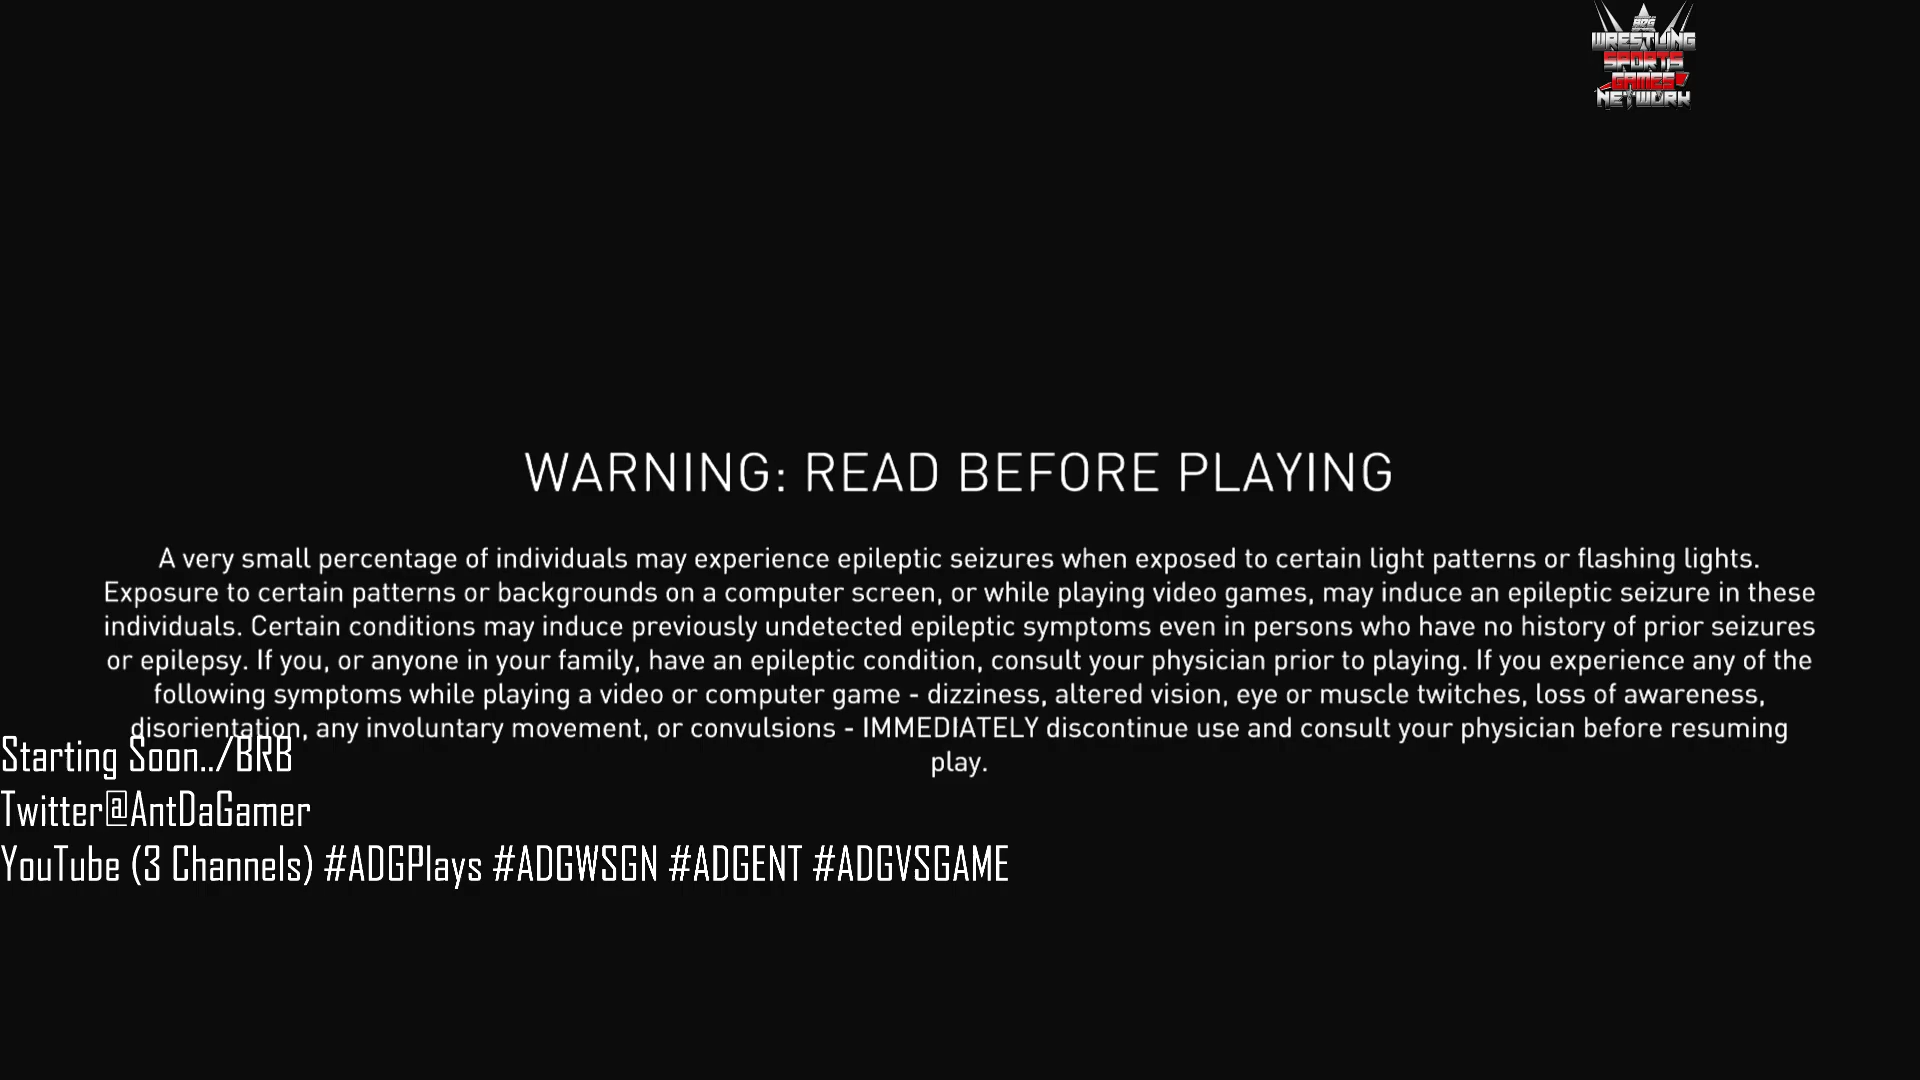 ADG
WRESTLING
SPORTS
GAMES
NETWORK
WARNING: READ BEFORE PLAYING
A very small percentage of individuals may experience epileptic seizures when exposed to certain light patterns or flashing lights.
Exposure to certain patterns or backgrounds on a computer screen, or while playing video games, may induce an epileptic seizure in these
individuals. Certain conditions may induce previously undetected epileptic symptoms even in persons who have no history of prior seizures
or epilepsy. If you, or anyone in your family, have an epileptic condition, consult your physician prior to playing. If you experience any of the
following symptoms while playing a video or computer game - dizziness, altered vision, eye or muscle twitches, loss of awareness,
disorientation, any involuntary movement, or convulsions - IMMEDIATELY discontinue use and consult your physician before resuming
play.
Starting Soon../BRB
Twitter@AntDaGamer
YouTube (3 Channels) #ADGPlays #ADGWSGN #ADGENT #ADGVSGAME